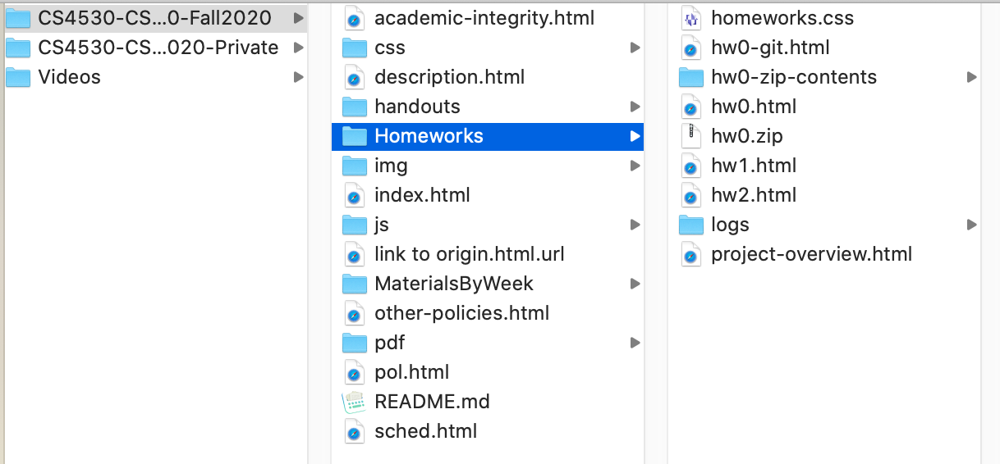 CS4530-CS...0-Fall2020
CS4530-CS...020-Private
Videos
academic-integrity.html
css
description.html
handouts
Homeworks
img
index.html
js
link to origin.html.url
MaterialsByWeek
other-policies.html
pdf
pol.html
README.md
sched.html
homeworks.css
hw0-git.html
hw0-zip-contents
hw0.html
hw0.zip
hw1.html
hw2.html
logs
project-overview.html